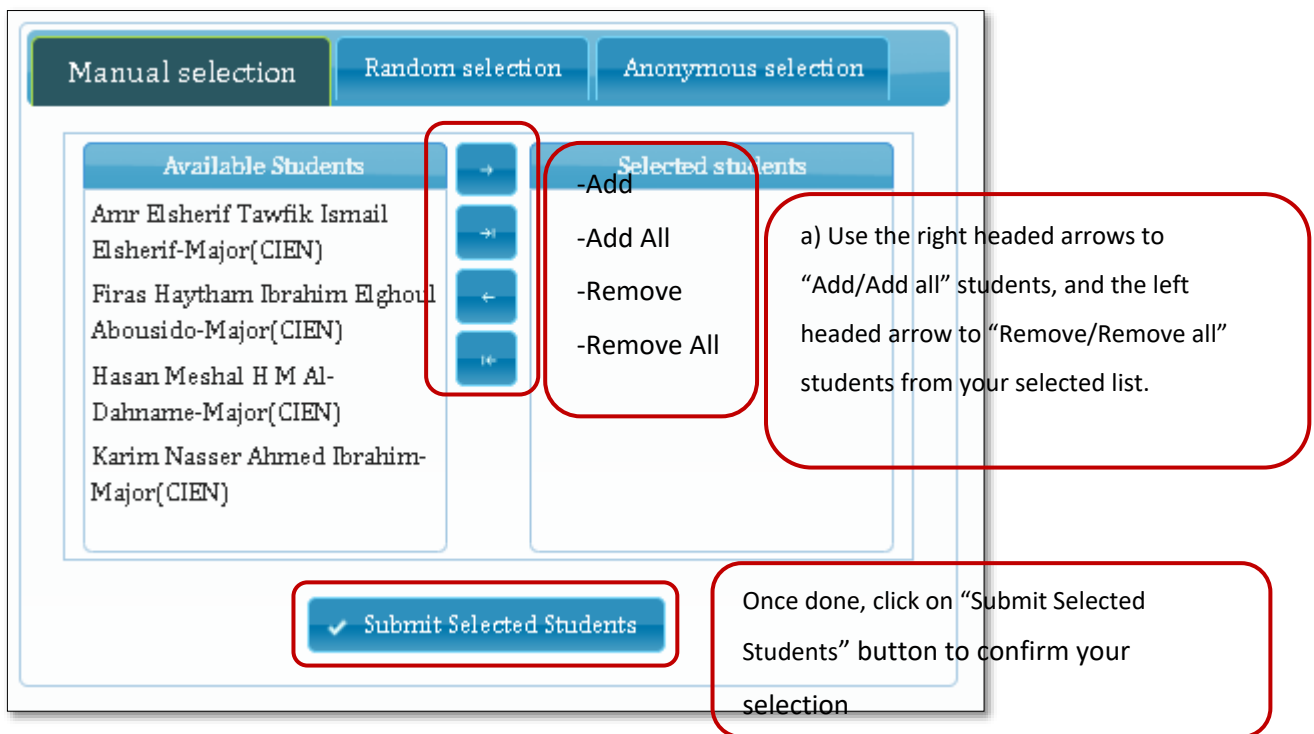 Manual selection
Random selection
Anonymous selection
Available Students
Amr Elsherif Tawfik Ismail
Elsherif-Major(CIEN)
Firas Haytham Ibrahim Elghoul
Abousido-Major(CIEN)
Hasan Meshal H M Al-
Dahname-Major(CIEN)
Karim Nasser Ahmed Ibrahim-
Major(CIEN)
Selected students
-Add
-Add All
-Remove
-Remove All
a) Use the right headed arrows to
“Add/Add all” students, and the left
headed arrow to “Remove/Remove all”
students from your selected list.
Submit Selected Students
Once done, click on “Submit Selected
Students” button to confirm your
selection